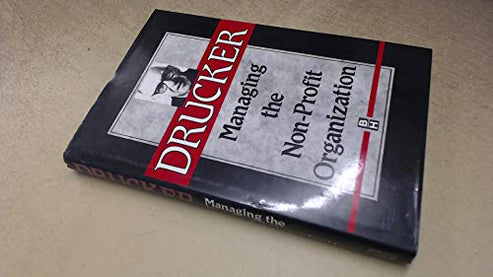 DRUCKER
Managing
the
Non-Profit
Organization
B
H
DRUCKER
Managing the